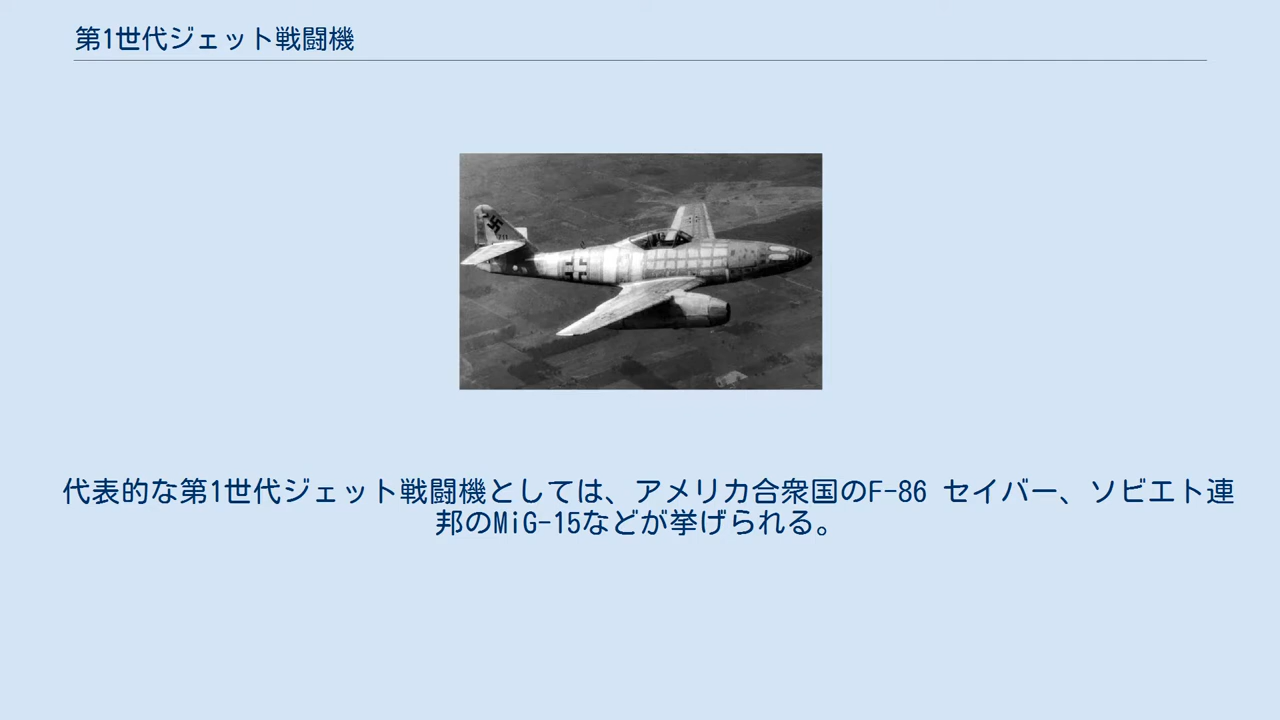 第1世代ジェット戦闘機
代表的な第1世代ジェット戦闘機としては、アメリカ合衆国のF-86 セイバー、ソビエト連
邦のMiG-15などが挙げられる。